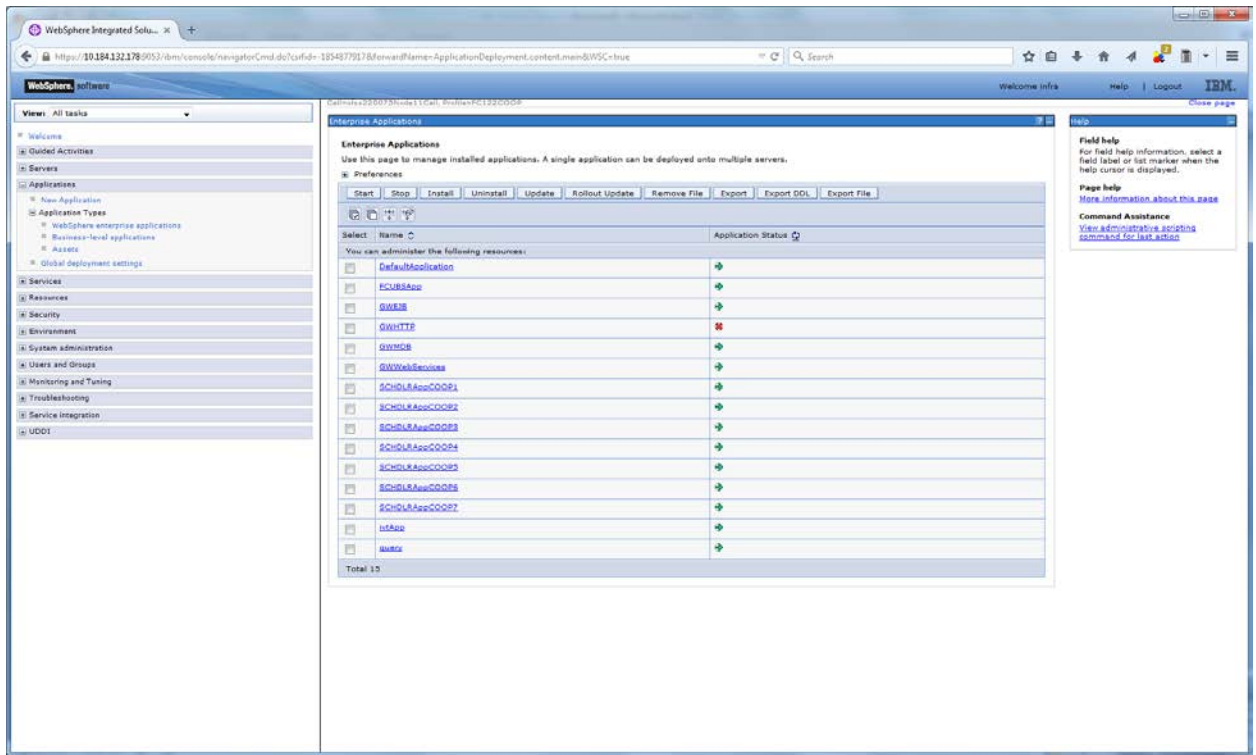 WebSphere Integrated Solu... ×
https://10.184.132.178:9053/ibm/console/navigatorCmd.do?csrfid=-1854877917&forwardName=ApplicationDeployment.content.main&WSC=true
Search
2
WebSphere. software
Welcome infra
Help | Logout
IBM.
View: All tasks
Welcome
Guided Activities
Servers
Applications
New Application
Application Types
WebSphere enterprise applications
Business-level applications
Assets
Global deployment settings
Services
Resources
Security
Environment
System administration
Users and Groups
Monitoring and Tuning
Troubleshooting
Service integration
UDDI
Close page
Enterprise Applications
Enterprise Applications
Use this page to manage installed applications. A single application can be deployed onto multiple servers.
Preferences
Start Stop Install Uninstall Update Rollout Update Remove File Export Export DDL Export File
Select Name Application Status
You can administer the following resources:
DefaultApplication
FCUBSApp
GWEJB
GWHTTP
GWMDB
GWWebServices
SCHDLRAppCOOP1
SCHDLRAppCOOP2
SCHDLRAppCOOP3
SCHDLRAppCOOP4
SCHDLRAppCOOP5
SCHDLRAppCOOP6
SCHDLRAppCOOP7
query
Total 15
Help
Field help
For field help information, select a
field label or list marker when the
help cursor is displayed.
Page help
More information about this page
Command Assistance
View administrative scripting
command for last action